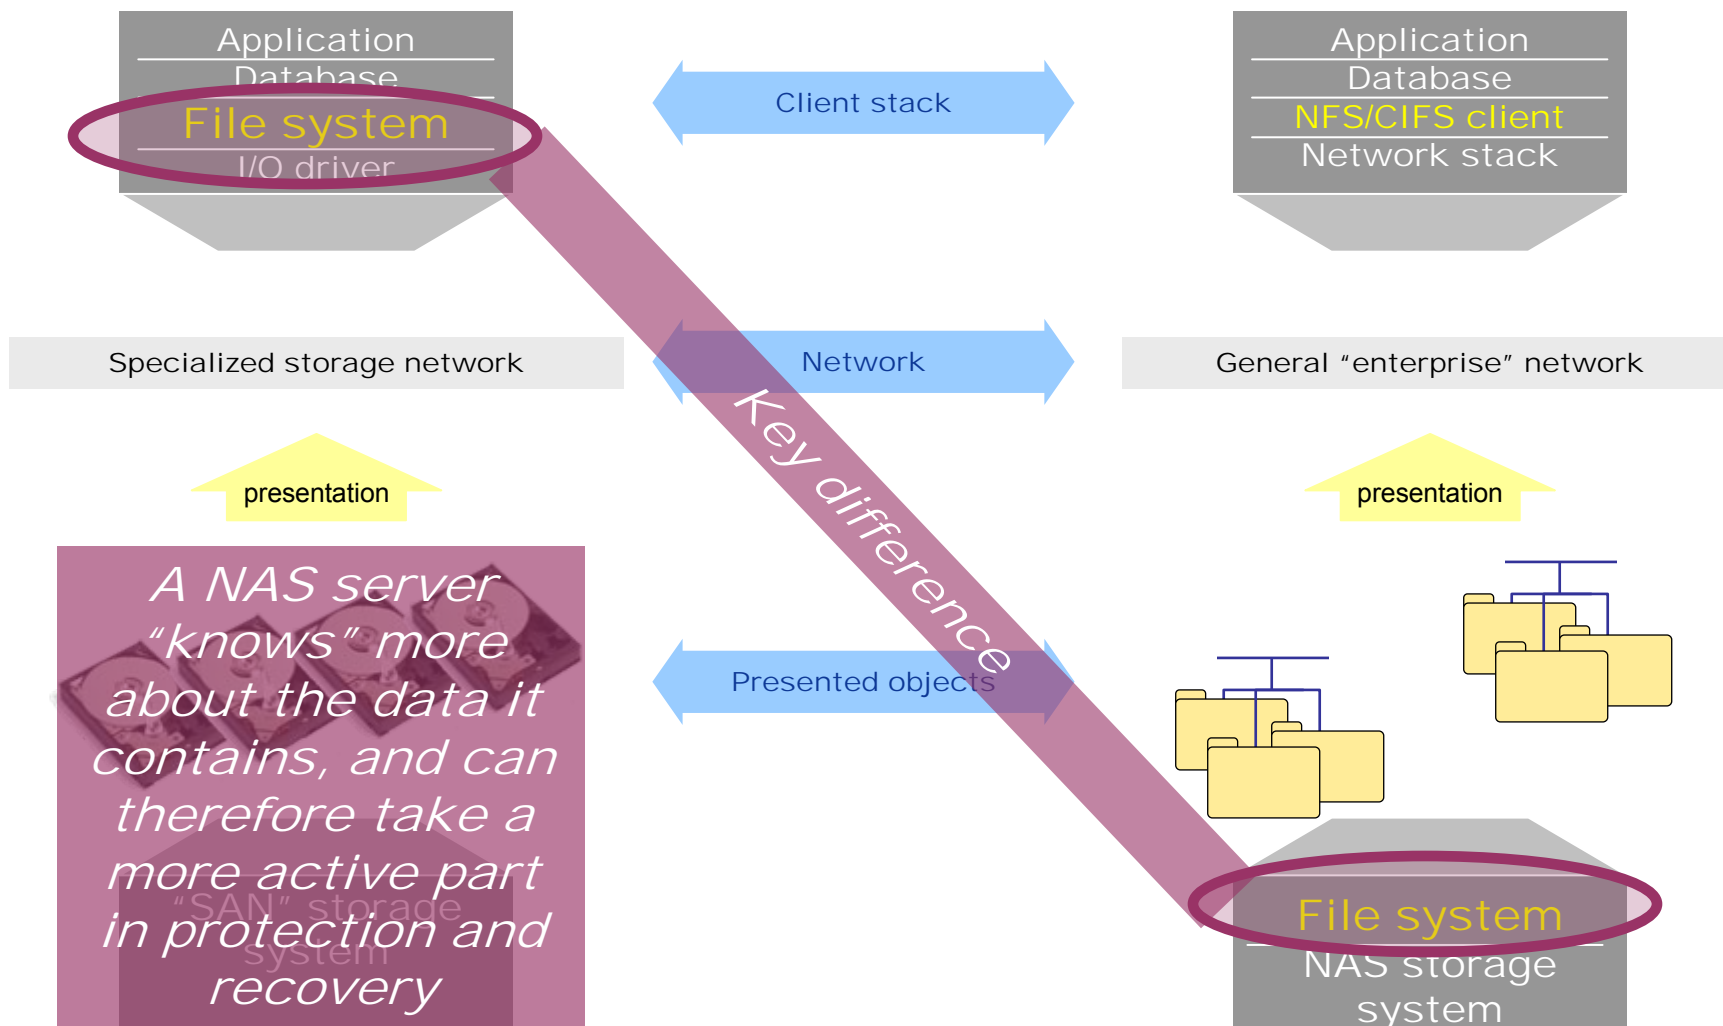 Application
Database
File system
I/O driver
Client stack
Application
Database
NFS/CIFS client
Network stack
Specialized storage network
Network
General “enterprise” network
Key difference
presentation
presentation
A NAS server
“knows” more
about the data it
contains, and can
therefore take a
more active part
in protection and
recovery
“SAN” storage
system
Presented objects
File system
NAS storage
system